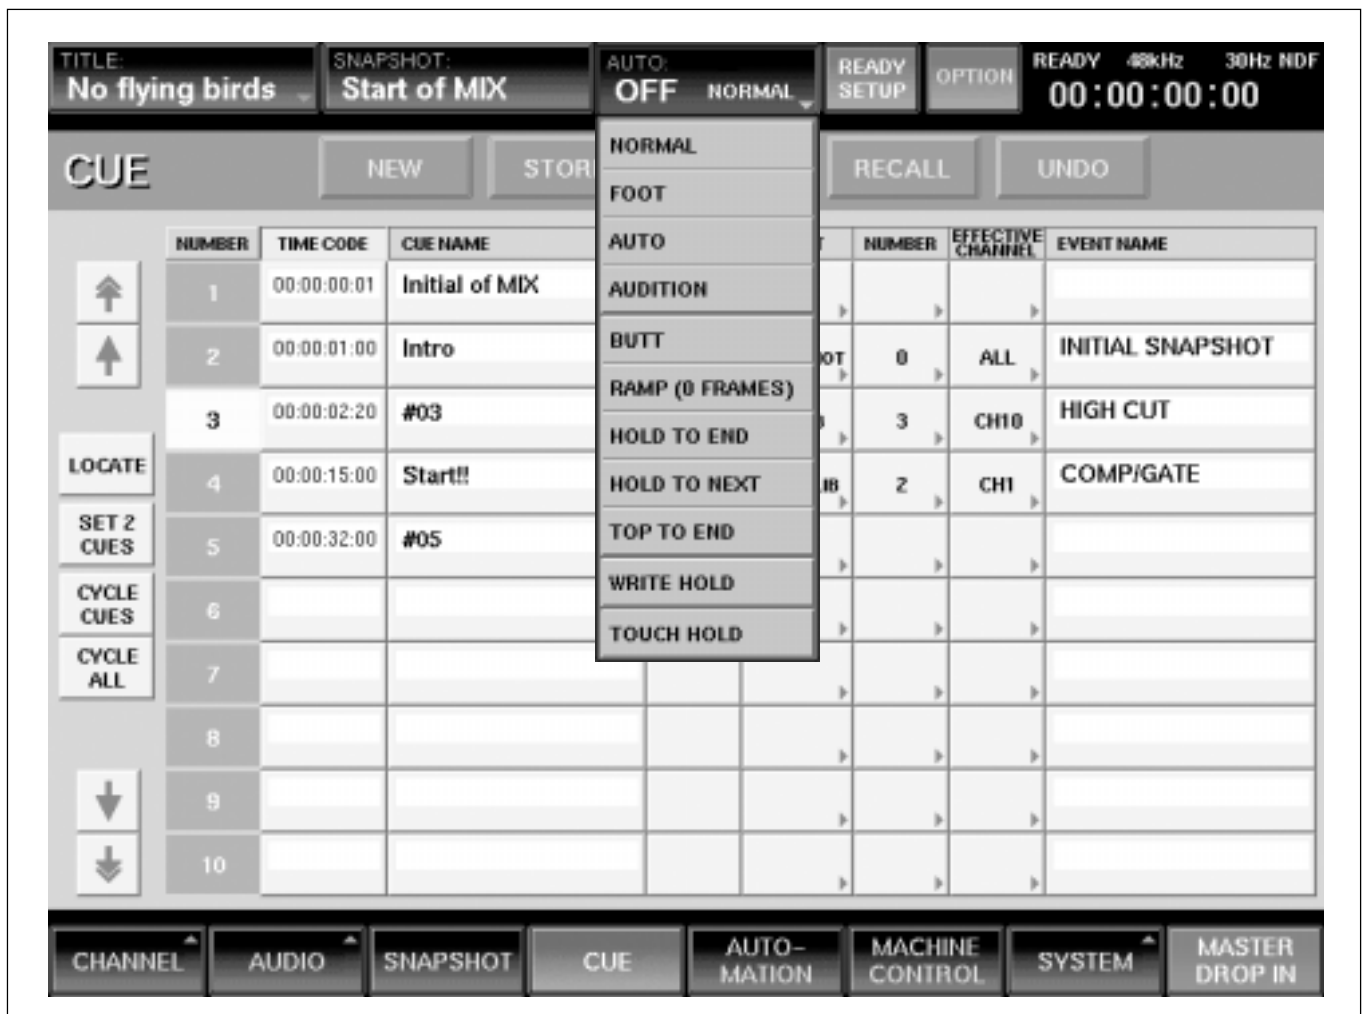 TITLE:
No flying birds
SNAPSHOT:
Start of MIX
AUTO:
OFF NORMAL
READY
SETUP
OPTION
READY 48kHz 30Hz NDF
00:00:00:00
CUE
NEW
STOR
RECALL
UNDO
NORMAL
FOOT
AUTO
AUDITION
BUTT
RAMP (0 FRAMES)
HOLD TO END
HOLD TO NEXT
TOP TO END
WRITE HOLD
TOUCH HOLD
NUMBER TIME CODE CUE NAME T NUMBER EFFECTIVE CHANNEL EVENT NAME
1 00:00:00:01 Initial of MIX
2 00:00:01:00 Intro OT 0 ALL INITIAL SNAPSHOT
3 00:00:02:20 #03 3 CH10 HIGH CUT
4 00:00:15:00 Start!! IB 2 CH1 COMP/GATE
5 00:00:32:00 #05
6
7
8
9
10
LOCATE
SET 2
CUES
CYCLE
CUES
CYCLE
ALL
CHANNEL
AUDIO
SNAPSHOT
CUE
AUTO-
MATION
MACHINE
CONTROL
SYSTEM
MASTER
DROP IN